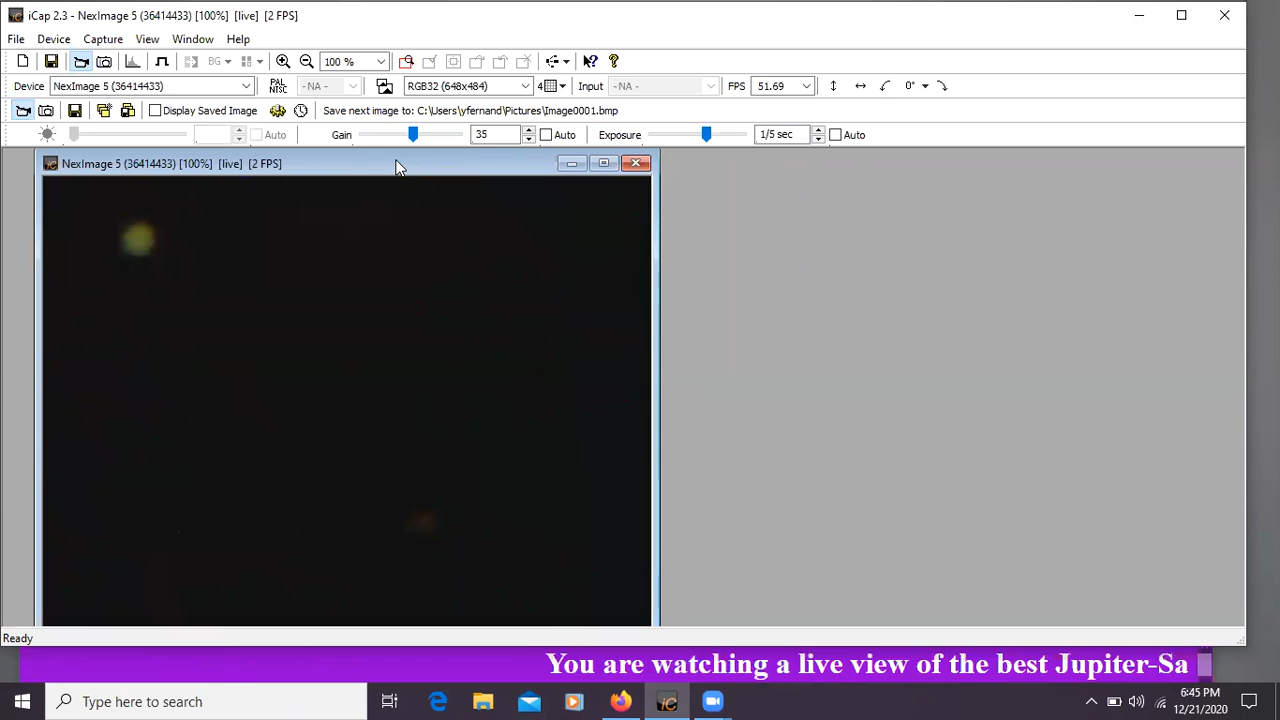 iCap 2.3 - NexImage 5 (36414433) [100%] [live] [2 FPS]
File Device Capture View Window Help
BG 100 %
Device NexImage 5 (36414433) PAL NTSC - NA - RGB32 (648x484) 4 Input - NA - FPS 51.69 0°
Display Saved Image Save next image to: C:\Users\yfernand\Pictures\Image0001.bmp
Auto Gain 35 Auto Exposure 1/5 sec Auto
NexImage 5 (36414433) [100%] [live] [2 FPS]
Ready
You are watching a live view of the best Jupiter-Sa
Type here to search
6:45 PM
12/21/2020